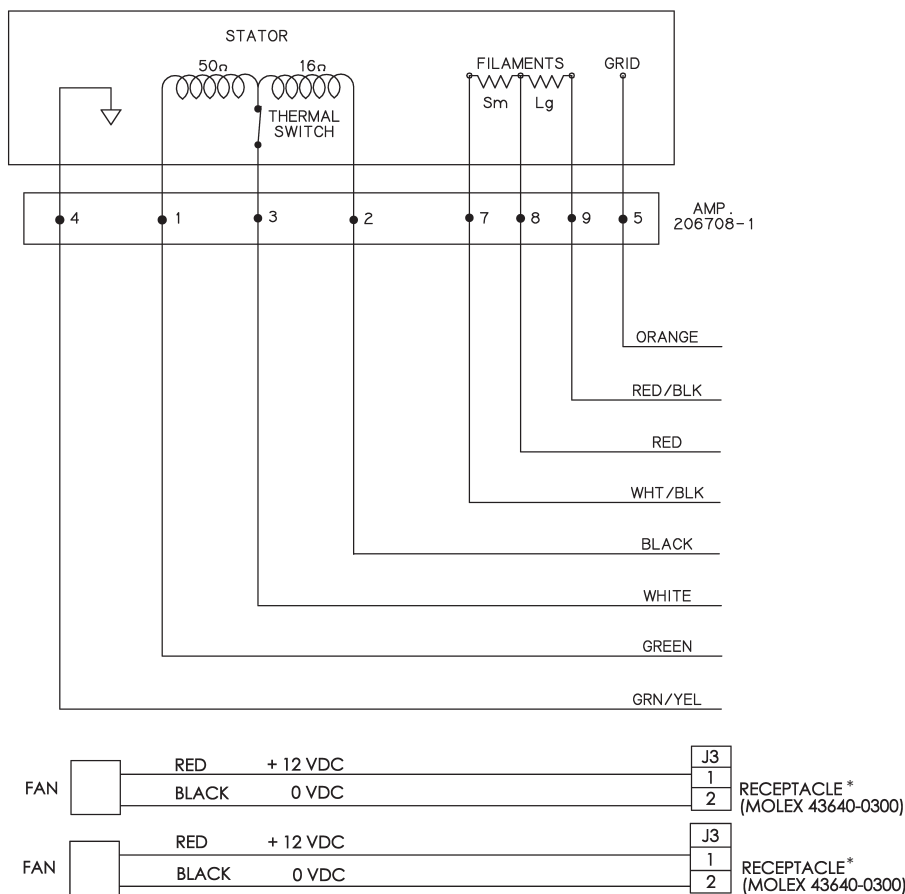 STATOR
50Ω
16Ω
FILAMENTS
GRID
Sm
Lg
THERMAL
SWITCH
4
1
3
2
7
8
9
5
AMP.
206708-1
ORANGE
RED/BLK
RED
WHT/BLK
BLACK
WHITE
GREEN
GRN/YEL
FAN
RED + 12 VDC
BLACK 0 VDC
J3
1
2
RECEPTACLE*
(MOLEX 43640-0300)
FAN
RED + 12 VDC
BLACK 0 VDC
J3
1
2
RECEPTACLE*
(MOLEX 43640-0300)